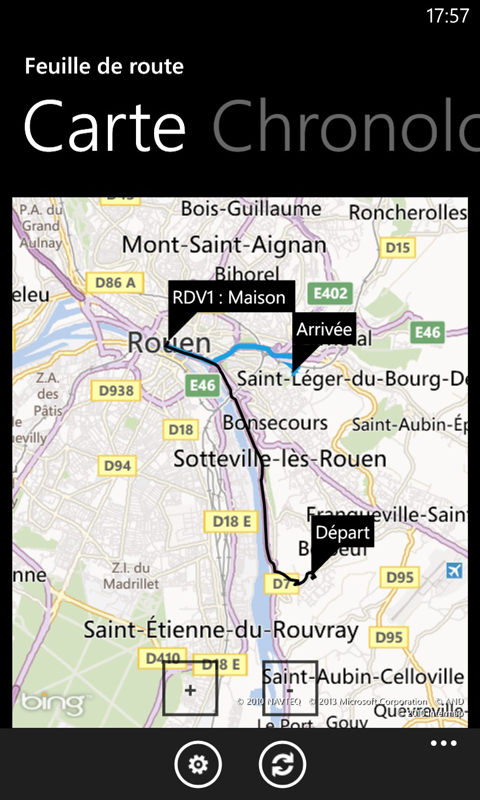 17:57
Feuille de route
Carte Chronolo
D43
P.A. du
Grand
Aulnay
Bois-Guillaume
Roncherolles
Mont-Saint-Aignan
D15
Bihorel
D86 A
eleu
RDV1 : Maison
E402
Arrivée
E46
Rouen
Z.A.
des
Pâtis
Saint-Léger-du-Bourg-De
E46
D938
Bonsecours
Saint-Aubin-Ép
D18
D94
Sotteville-lès-Rouen
Franqueville-Saint
D18 E
Départ
Z.I. du
Madrillet
nne
D95
Saint-Étienne-du-Rouvray
D95
D410
D18 E
Saint-Aubin-Celloville
+
-
bing
© 2010 NAVTEQ © 2013 Microsoft Corporation © AND
Quevreville-
Le Port
Gouy